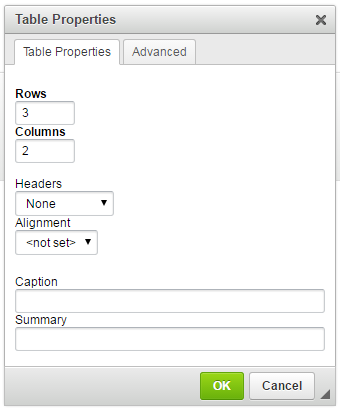 Table Properties
Table Properties Advanced
Rows
3
Columns
2
Headers
None
Alignment
<not set>
Caption
Summary
OK Cancel